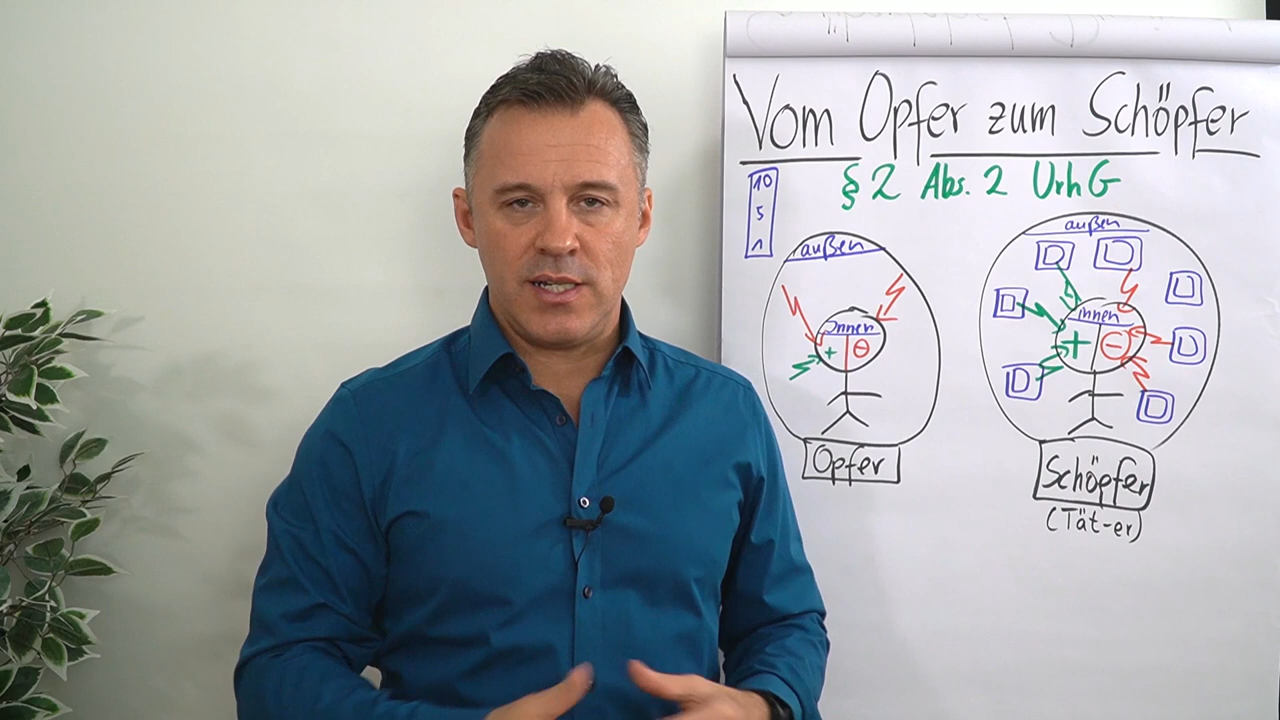 Vom Opfer zum Schöpfer
§ 2 Abs. 2 UrhG
10
5
1
außen
Innen
+
-
Opfer
außen
innen
+
-
Schöpfer
(Tät-er)